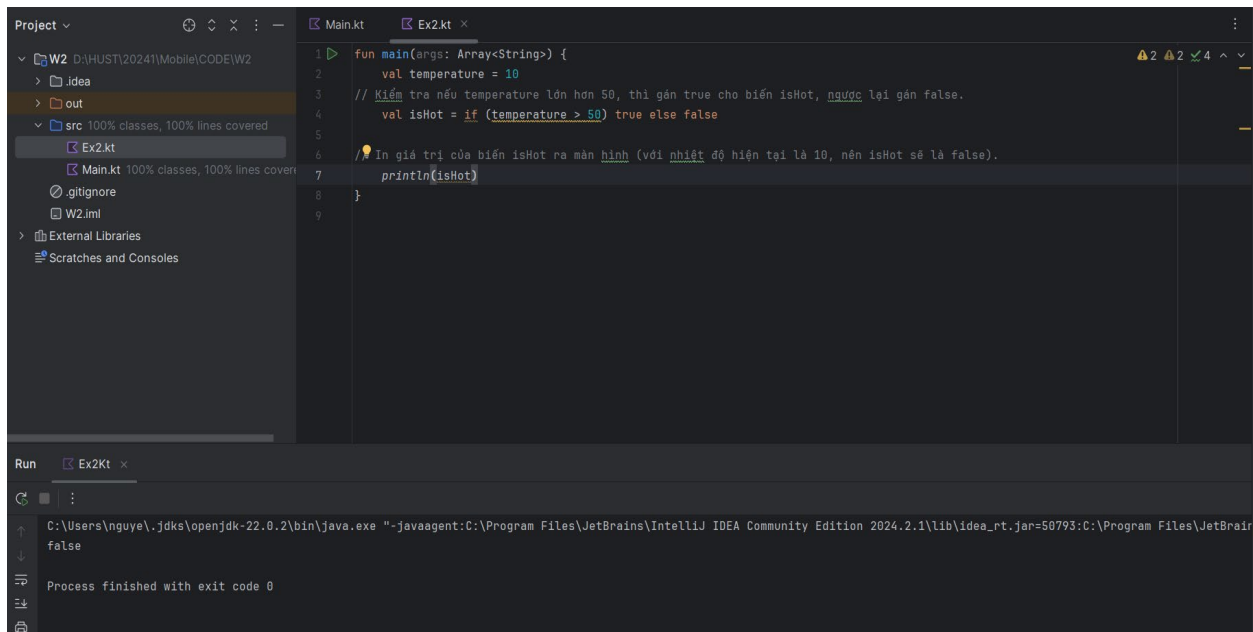 Project
Main.kt
Ex2.kt
W2 D:\HUST\20241\Mobile\CODE\W2
.idea
out
src 100% classes, 100% lines covered
Ex2.kt
Main.kt 100% classes, 100% lines covere
.gitignore
W2.iml
External Libraries
Scratches and Consoles
2 2 4
1 fun main(args: Array<String>) {
2 val temperature = 10
3 // Kiểm tra nếu temperature lớn hơn 50, thì gán true cho biến isHot, ngược lại gán false.
4 val isHot = if (temperature > 50) true else false
5
6 // In giá trị của biến isHot ra màn hình (với nhiệt độ hiện tại là 10, nên isHot sẽ là false).
7 println(isHot)
8 }
9
Run Ex2Kt
C:\Users\nguye\.jdks\openjdk-22.0.2\bin\java.exe "-javaagent:C:\Program Files\JetBrains\IntelliJ IDEA Community Edition 2024.2.1\lib\idea_rt.jar=50793:C:\Program Files\JetBrain
false
Process finished with exit code 0